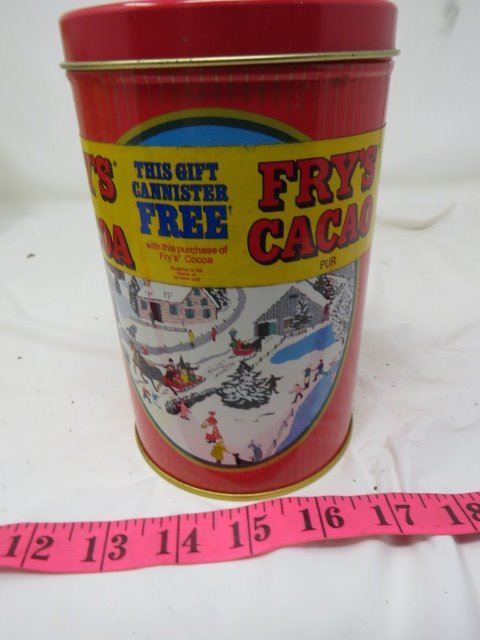 Y'S
OA
THIS GIFT
CANNISTER
FREE†
with this purchase of
Fry's* Cocoa
FRY'S*
CACAO
PUR
12 13 14 15 16 17 18